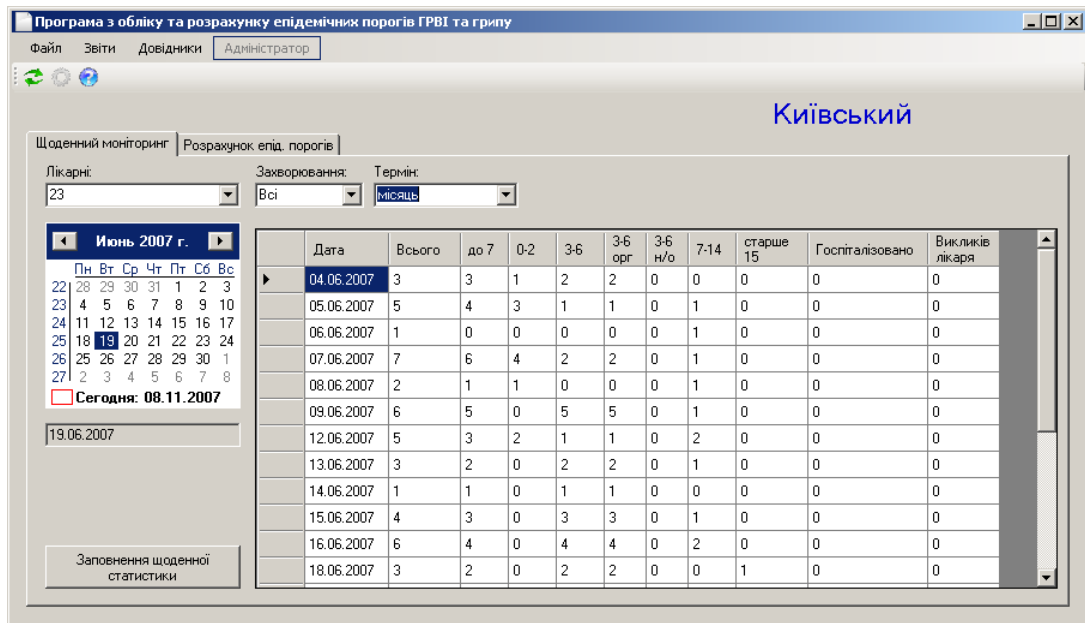 Програма з обліку та розрахунку епідемічних порогів ГРВІ та грипу
Файл Звіти Довідники Адміністратор
Київський
Щоденний моніторинг Розрахунок епід. порогів
Лікарні: Захворювання: Термін:
23 Всі місяць
Июнь 2007 г.
Пн Вт Ср Чт Пт Сб Вс
22 28 29 30 31 1 2 3
23 4 5 6 7 8 9 10
24 11 12 13 14 15 16 17
25 18 19 20 21 22 23 24
26 25 26 27 28 29 30 1
27 2 3 4 5 6 7 8
Сегодня: 08.11.2007
19.06.2007
Заповнення щоденної
статистики
Дата Всього до 7 0-2 3-6 3-6 орг 3-6 н/о 7-14 старше 15 Госпіталізовано Викликів лікаря
04.06.2007 3 3 1 2 2 0 0 0 0 0
05.06.2007 5 4 3 1 1 0 1 0 0 0
06.06.2007 1 0 0 0 0 0 1 0 0 0
07.06.2007 7 6 4 2 2 0 1 0 0 0
08.06.2007 2 1 1 0 0 0 1 0 0 0
09.06.2007 6 5 0 5 5 0 1 0 0 0
12.06.2007 5 3 2 1 1 0 2 0 0 0
13.06.2007 3 2 0 2 2 0 1 0 0 0
14.06.2007 1 1 0 1 1 0 0 0 0 0
15.06.2007 4 3 0 3 3 0 1 0 0 0
16.06.2007 6 4 0 4 4 0 2 0 0 0
18.06.2007 3 2 0 2 2 0 0 1 0 0